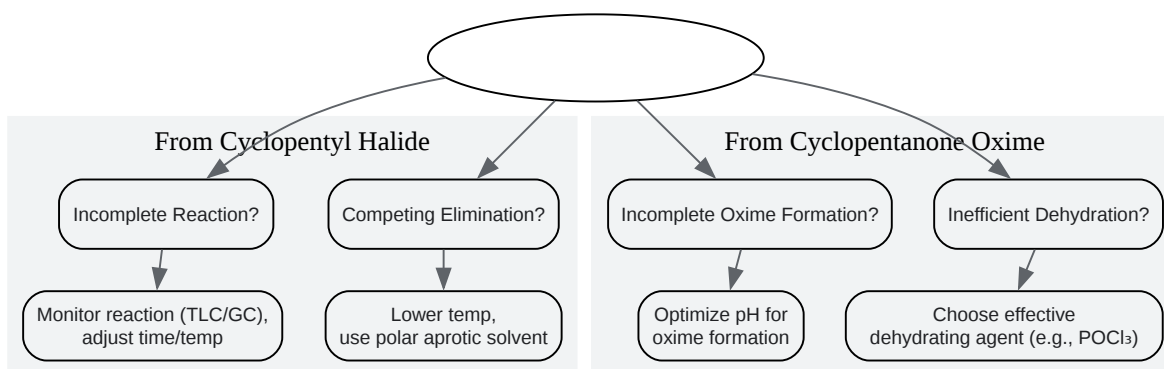 From Cyclopentyl Halide
From Cyclopentanone Oxime
Incomplete Reaction?
Competing Elimination?
Incomplete Oxime Formation?
Inefficient Dehydration?
Monitor reaction (TLC/GC),
adjust time/temp
Lower temp,
use polar aprotic solvent
Optimize pH for
oxime formation
Choose effective
dehydrating agent (e.g., POCl₃)